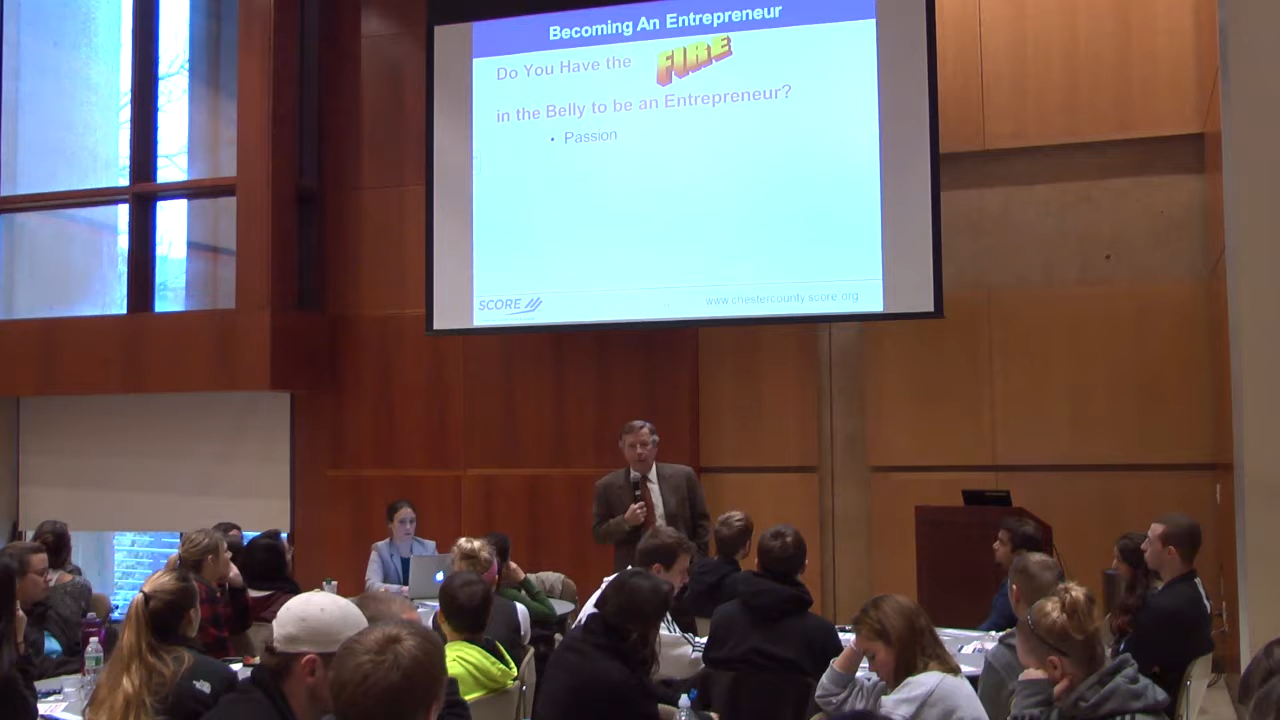 Becoming An Entrepreneur
Do You Have the FIRE
in the Belly to be an Entrepreneur?
• Passion
SCORE
www.chestercounty.score.org